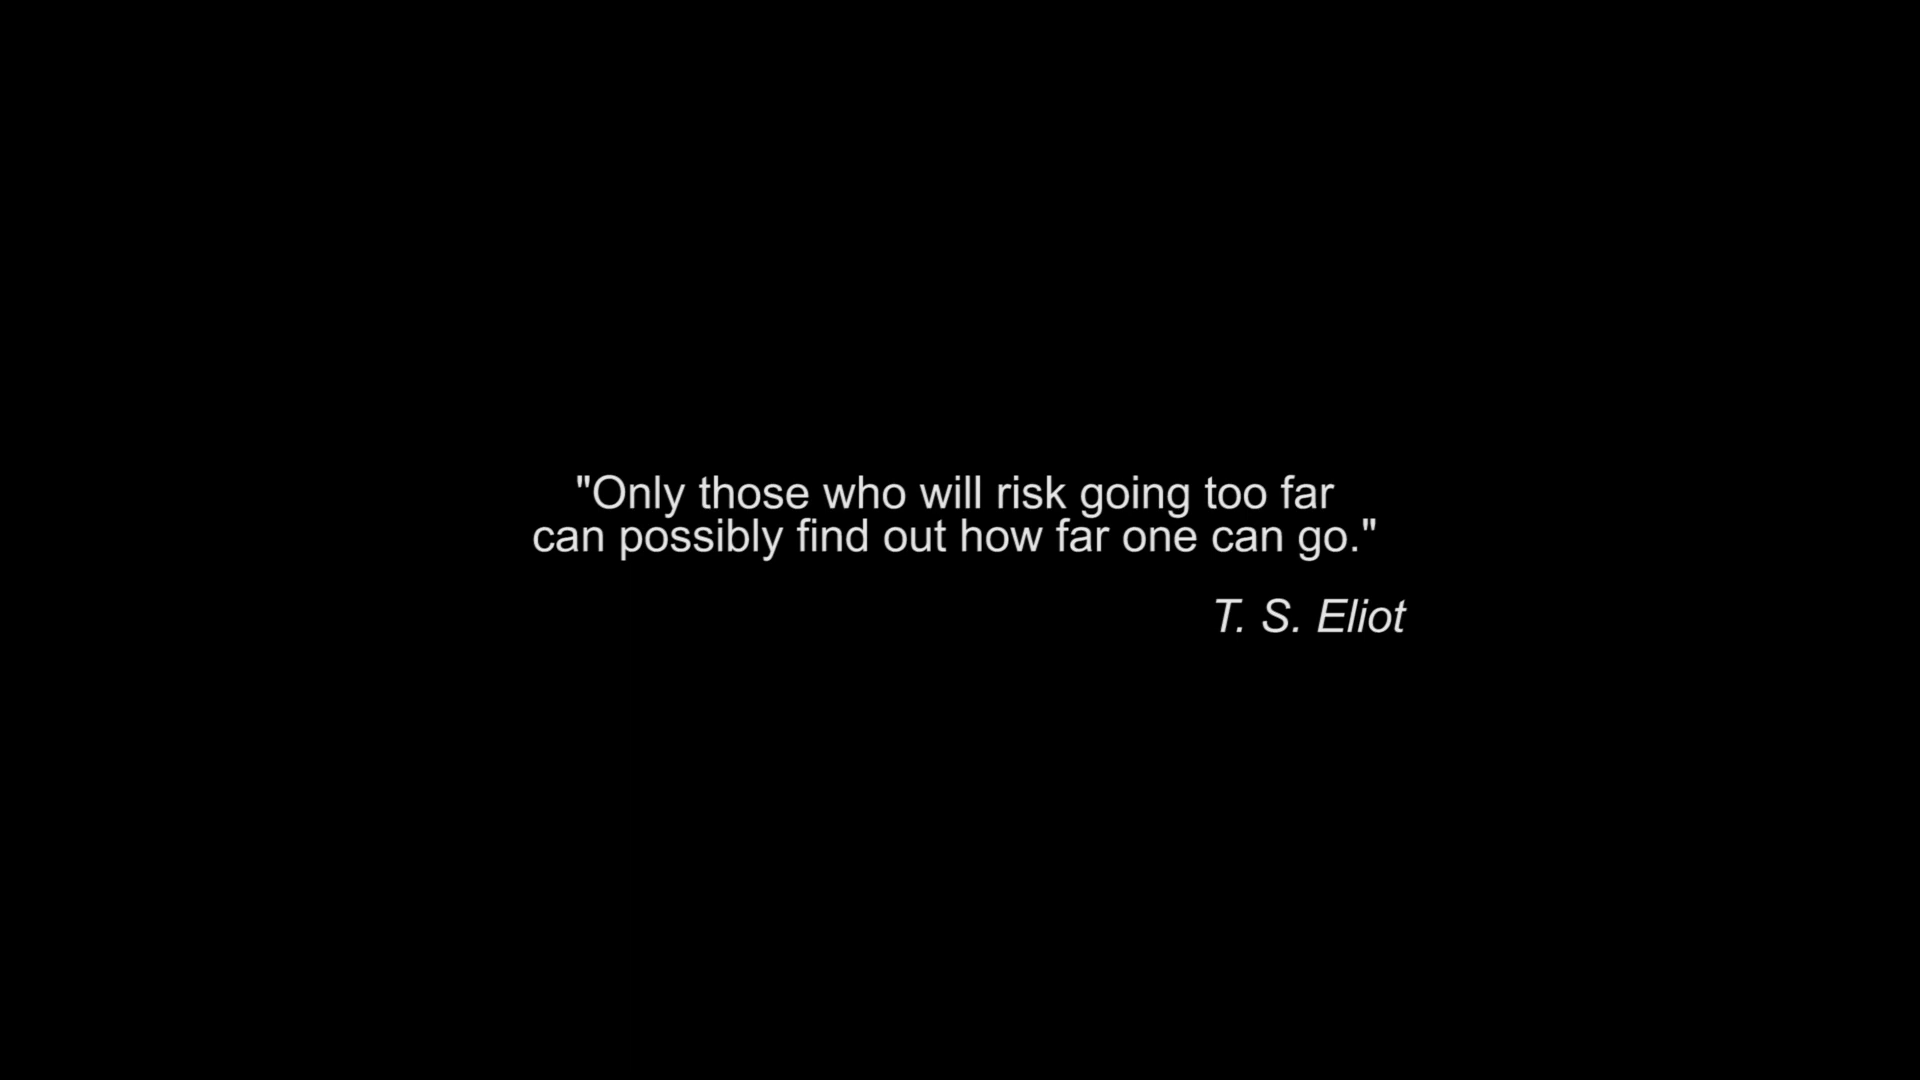 "Only those who will risk going too far
can possibly find out how far one can go."
T. S. Eliot